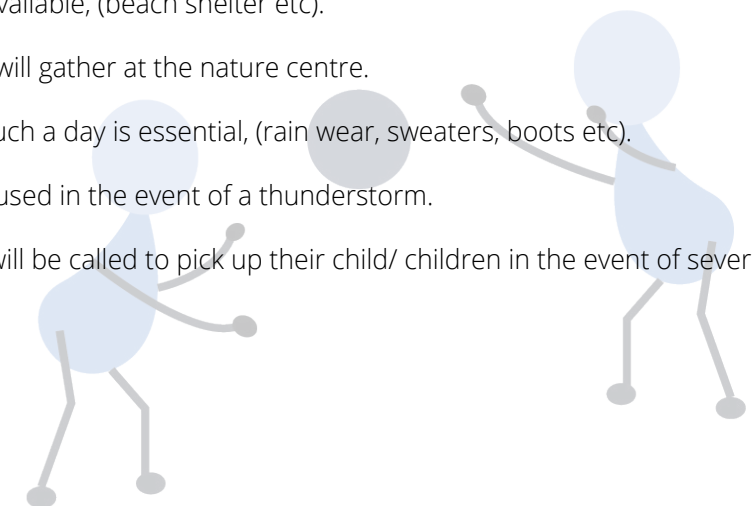 vailable, (beach shelter etc).
will gather at the nature centre.
uch a day is essential, (rain wear, sweaters, boots etc).
used in the event of a thunderstorm.
will be called to pick up their child/ children in the event of sever